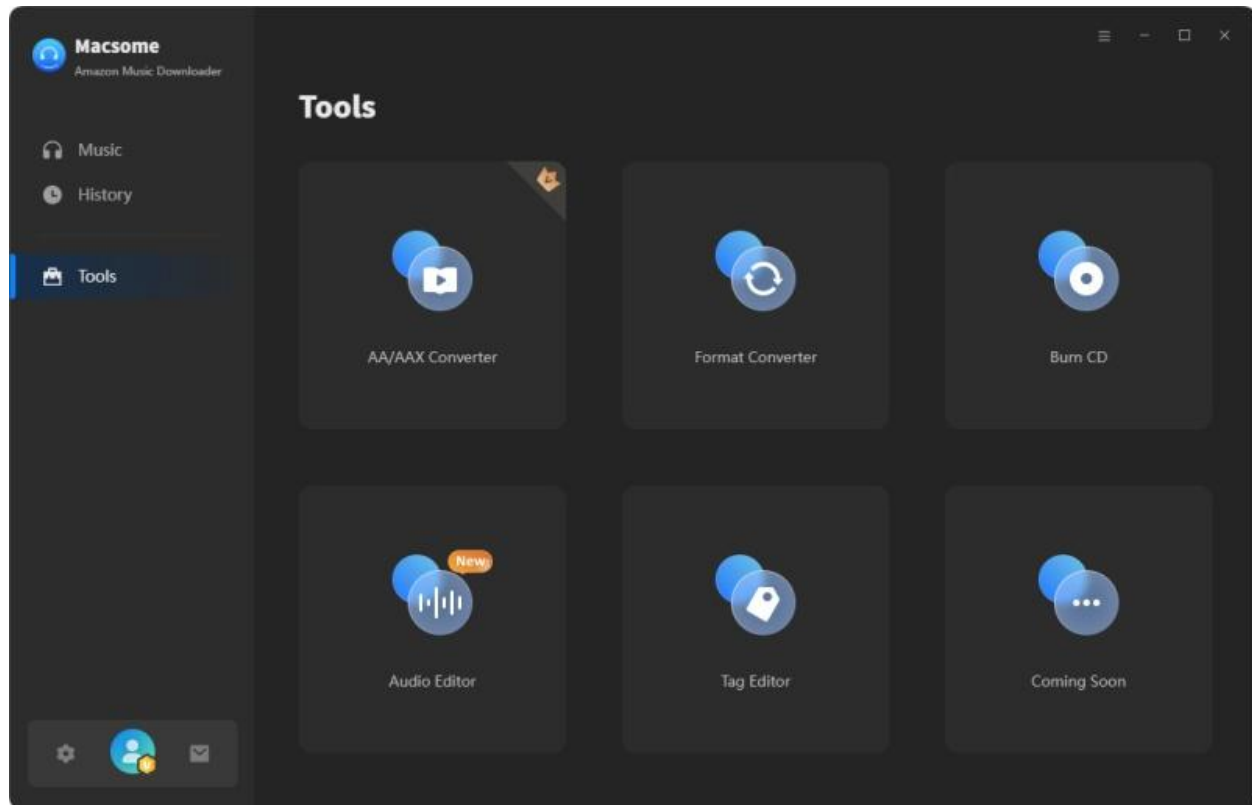 Macsome
Amazon Music Downloader
Music
History
Tools
Tools
AA/AAX Converter
Format Converter
Burn CD
New
Audio Editor
Tag Editor
Coming Soon